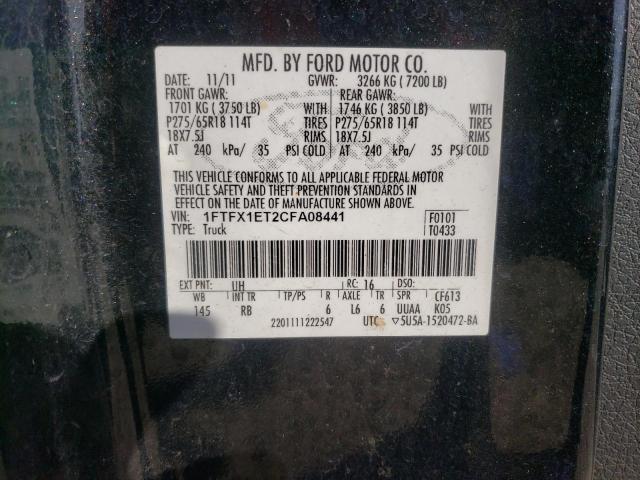 MFD. BY FORD MOTOR CO.
DATE: 11/11 GVWR: 3266 KG ( 7200 LB)
FRONT GAWR: REAR GAWR:
1701 KG ( 3750 LB) WITH 1746 KG ( 3850 LB) WITH
P275/65R18 114T TIRES P275/65R18 114T TIRES
18X7.5J RIMS 18X7.5J RIMS
AT 240 kPa/ 35 PSI COLD AT 240 kPa/ 35 PSI COLD
THIS VEHICLE CONFORMS TO ALL APPLICABLE FEDERAL MOTOR
VEHICLE SAFETY AND THEFT PREVENTION STANDARDS IN
EFFECT ON THE DATE OF MANUFACTURE SHOWN ABOVE.
VIN: 1FTFX1ET2CFA08441 F0101
TYPE: Truck T0433
EXT PNT: UH RC: 16 DSO:
WB INT TR TP/PS R AXLE TR SPR CF613
145 RB 6 L6 6 UUAA K05
2201111222547 UTC ▽5U5A-1520472-BA